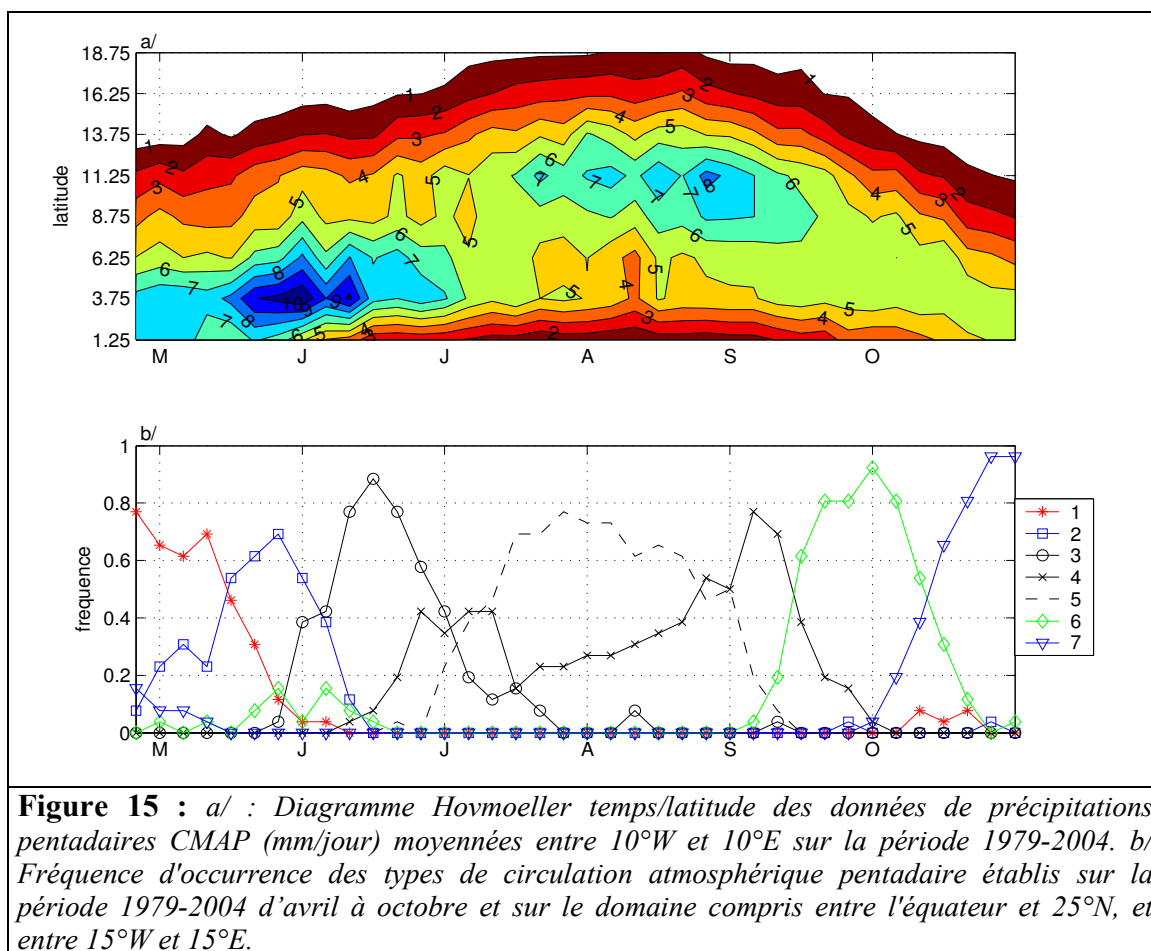 a/
18.75
16.25
13.75
11.25
8.75
6.25
3.75
1.25
latitude
M J J A S O
b/
1
0.8
0.6
0.4
0.2
0
frequence
M J J A S O
1
2
3
4
5
6
7
Figure 15 : a/ : Diagramme Hovmoeller temps/latitude des données de précipitations
pentadaires CMAP (mm/jour) moyennées entre 10°W et 10°E sur la période 1979-2004. b/
Fréquence d'occurrence des types de circulation atmosphérique pentadaire établis sur la
période 1979-2004 d’avril à octobre et sur le domaine compris entre l'équateur et 25°N, et
entre 15°W et 15°E.